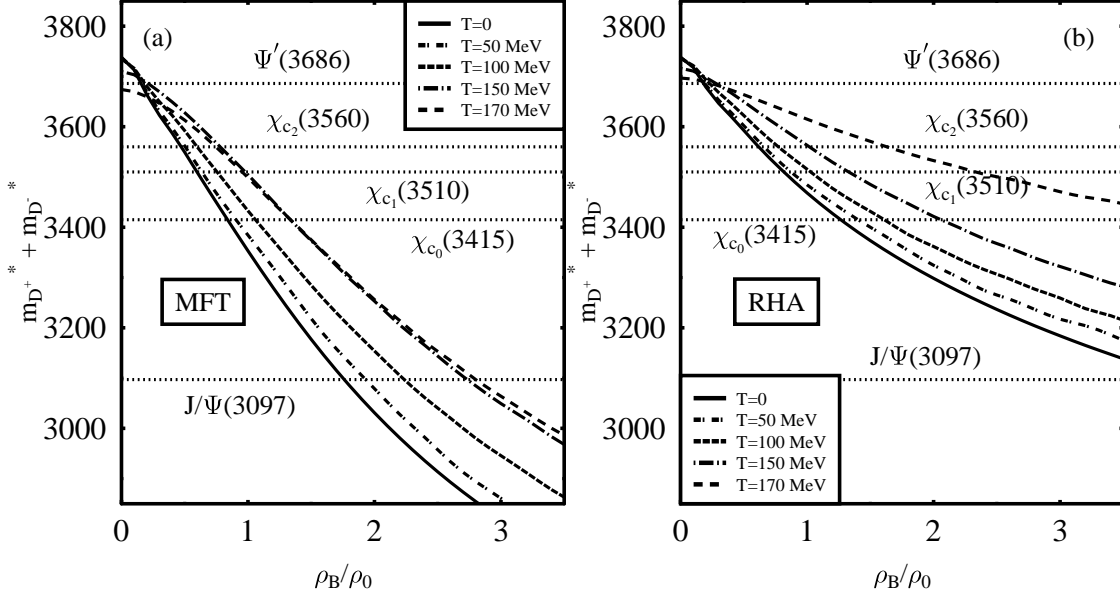 (a)
T=0
T=50 MeV
T=100 MeV
T=150 MeV
T=170 MeV
Ψ′(3686)
χc₂(3560)
χc₁(3510)
χc₀(3415)
MFT
J/Ψ(3097)
3800
3600
3400
3200
3000
0 1 2 3
mD⁺* + mD⁻*
ρB/ρ0
(b)
Ψ′(3686)
χc₂(3560)
χc₁(3510)
χc₀(3415)
RHA
J/Ψ(3097)
T=0
T=50 MeV
T=100 MeV
T=150 MeV
T=170 MeV
3800
3600
3400
3200
3000
0 1 2 3
mD⁺* + mD⁻*
ρB/ρ0